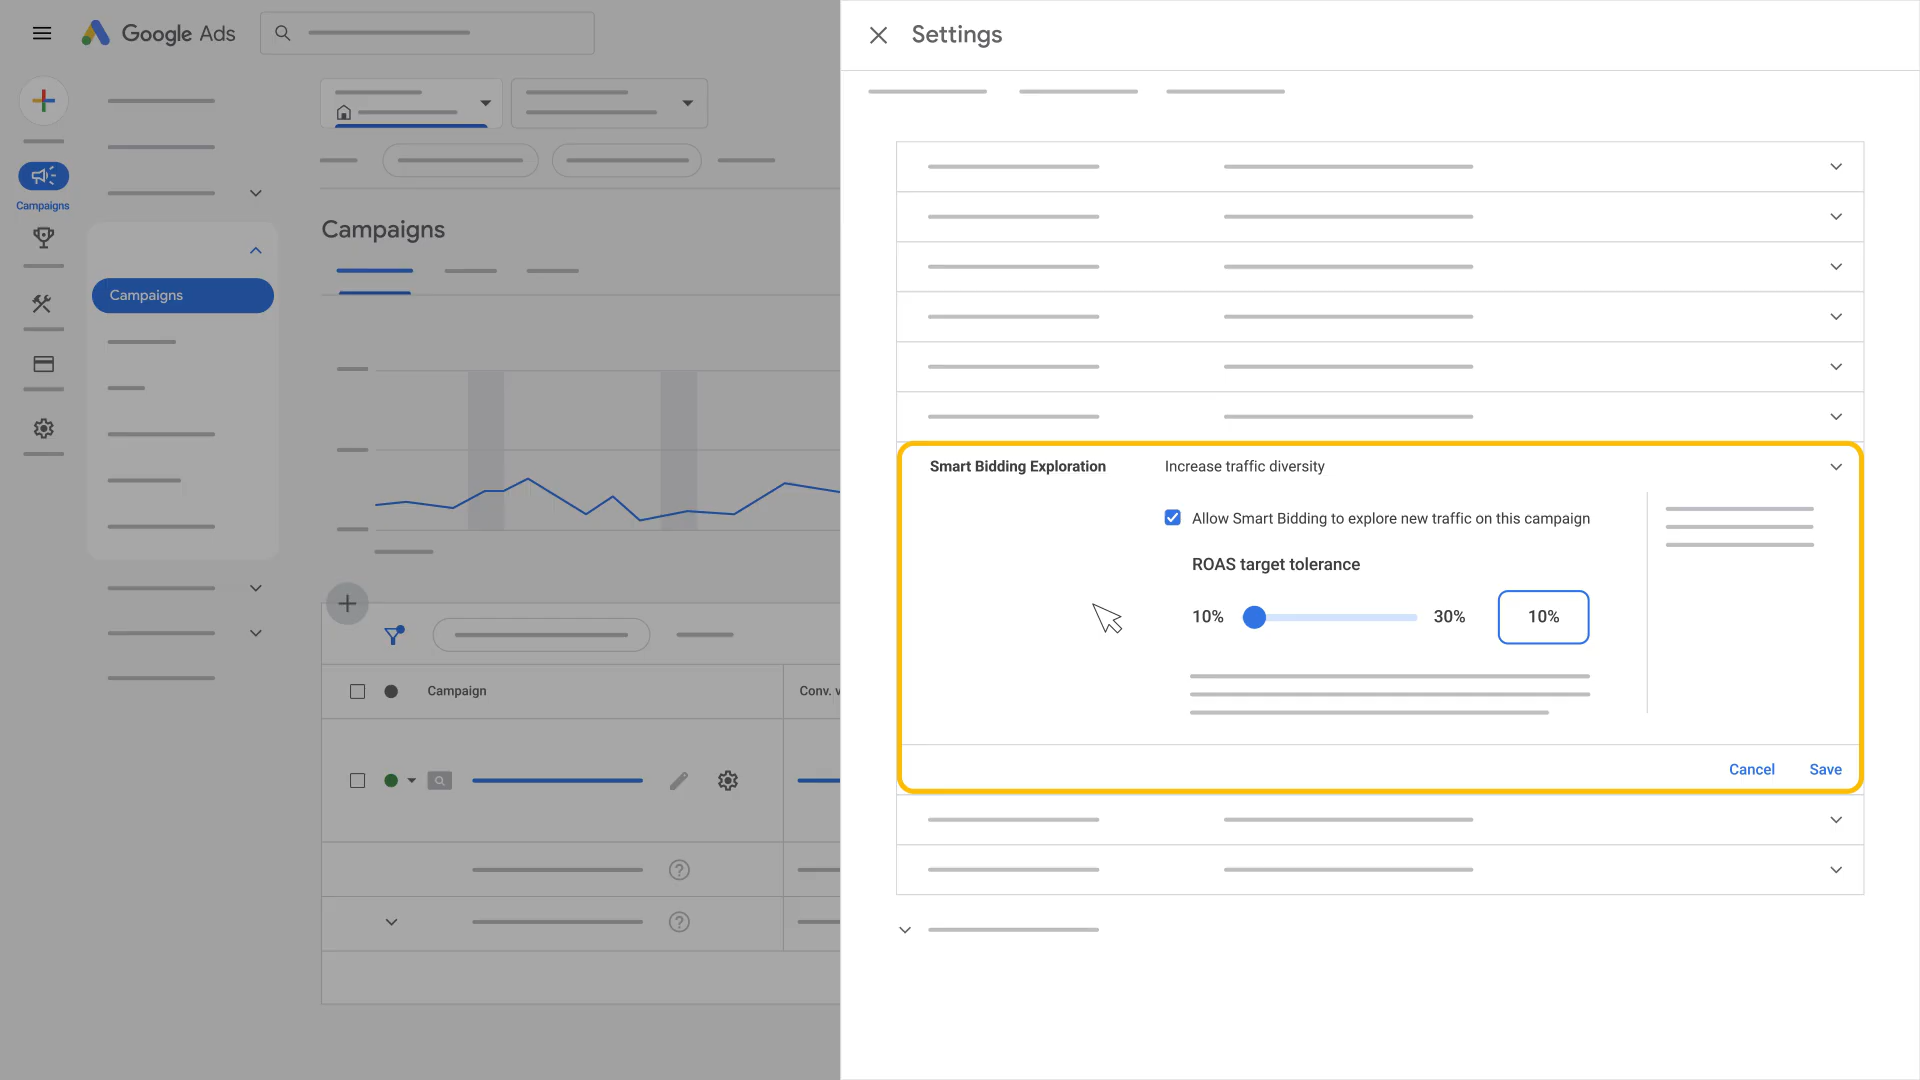 Google Ads
Settings
Campaigns
Campaigns
Campaigns
Campaign
Conv. v
Smart Bidding Exploration
Increase traffic diversity
Allow Smart Bidding to explore new traffic on this campaign
ROAS target tolerance
10%
30%
10%
Cancel
Save